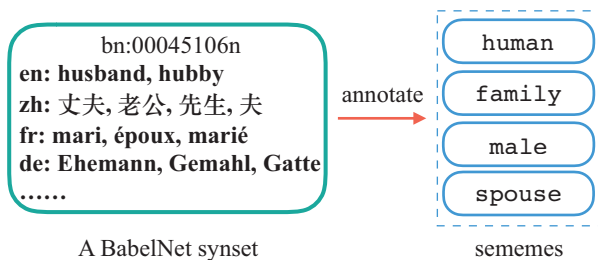 bn:00045106n
en: husband, hubby
zh: 丈夫, 老公, 先生, 夫
fr: mari, époux, marié
de: Ehemann, Gemahl, Gatte
......
A BabelNet synset
annotate
human
family
male
spouse
sememes